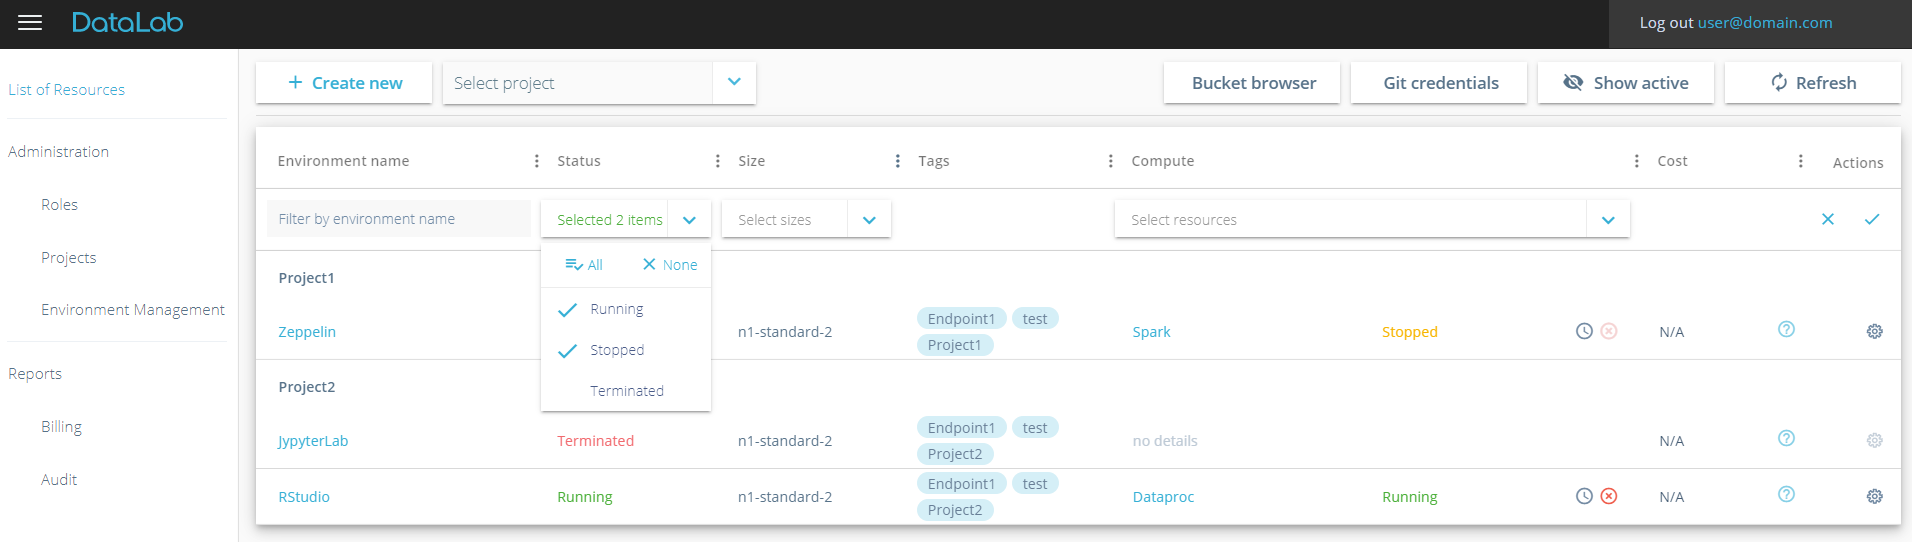 DataLab
Log out user@domain.com
List of Resources
Administration
Roles
Projects
Environment Management
Reports
Billing
Audit
Create new
Select project
Bucket browser
Git credentials
Show active
Refresh
Environment name Status Size Tags Compute Cost Actions
Filter by environment name Selected 2 items Select sizes Select resources
All None
Running
Stopped
Terminated
Project1
Zeppelin n1-standard-2 Endpoint1 test Project1 Spark Stopped N/A
Project2
JypyterLab Terminated n1-standard-2 Endpoint1 test Project2 no details N/A
RStudio Running n1-standard-2 Endpoint1 test Project2 Dataproc Running N/A